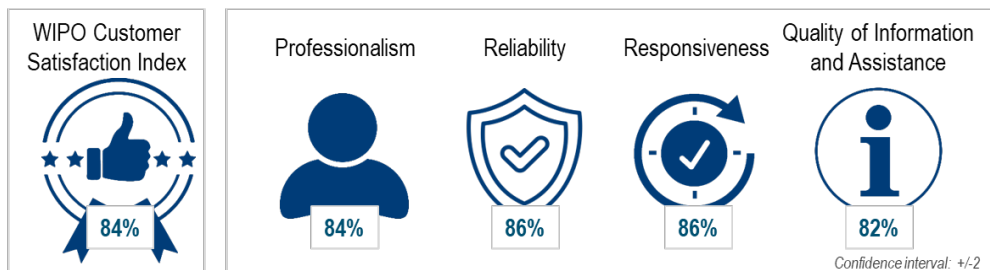 WIPO Customer
Satisfaction Index
84%
Professionalism
84%
Reliability
86%
Responsiveness
86%
Quality of Information
and Assistance
82%
Confidence interval: +/-2